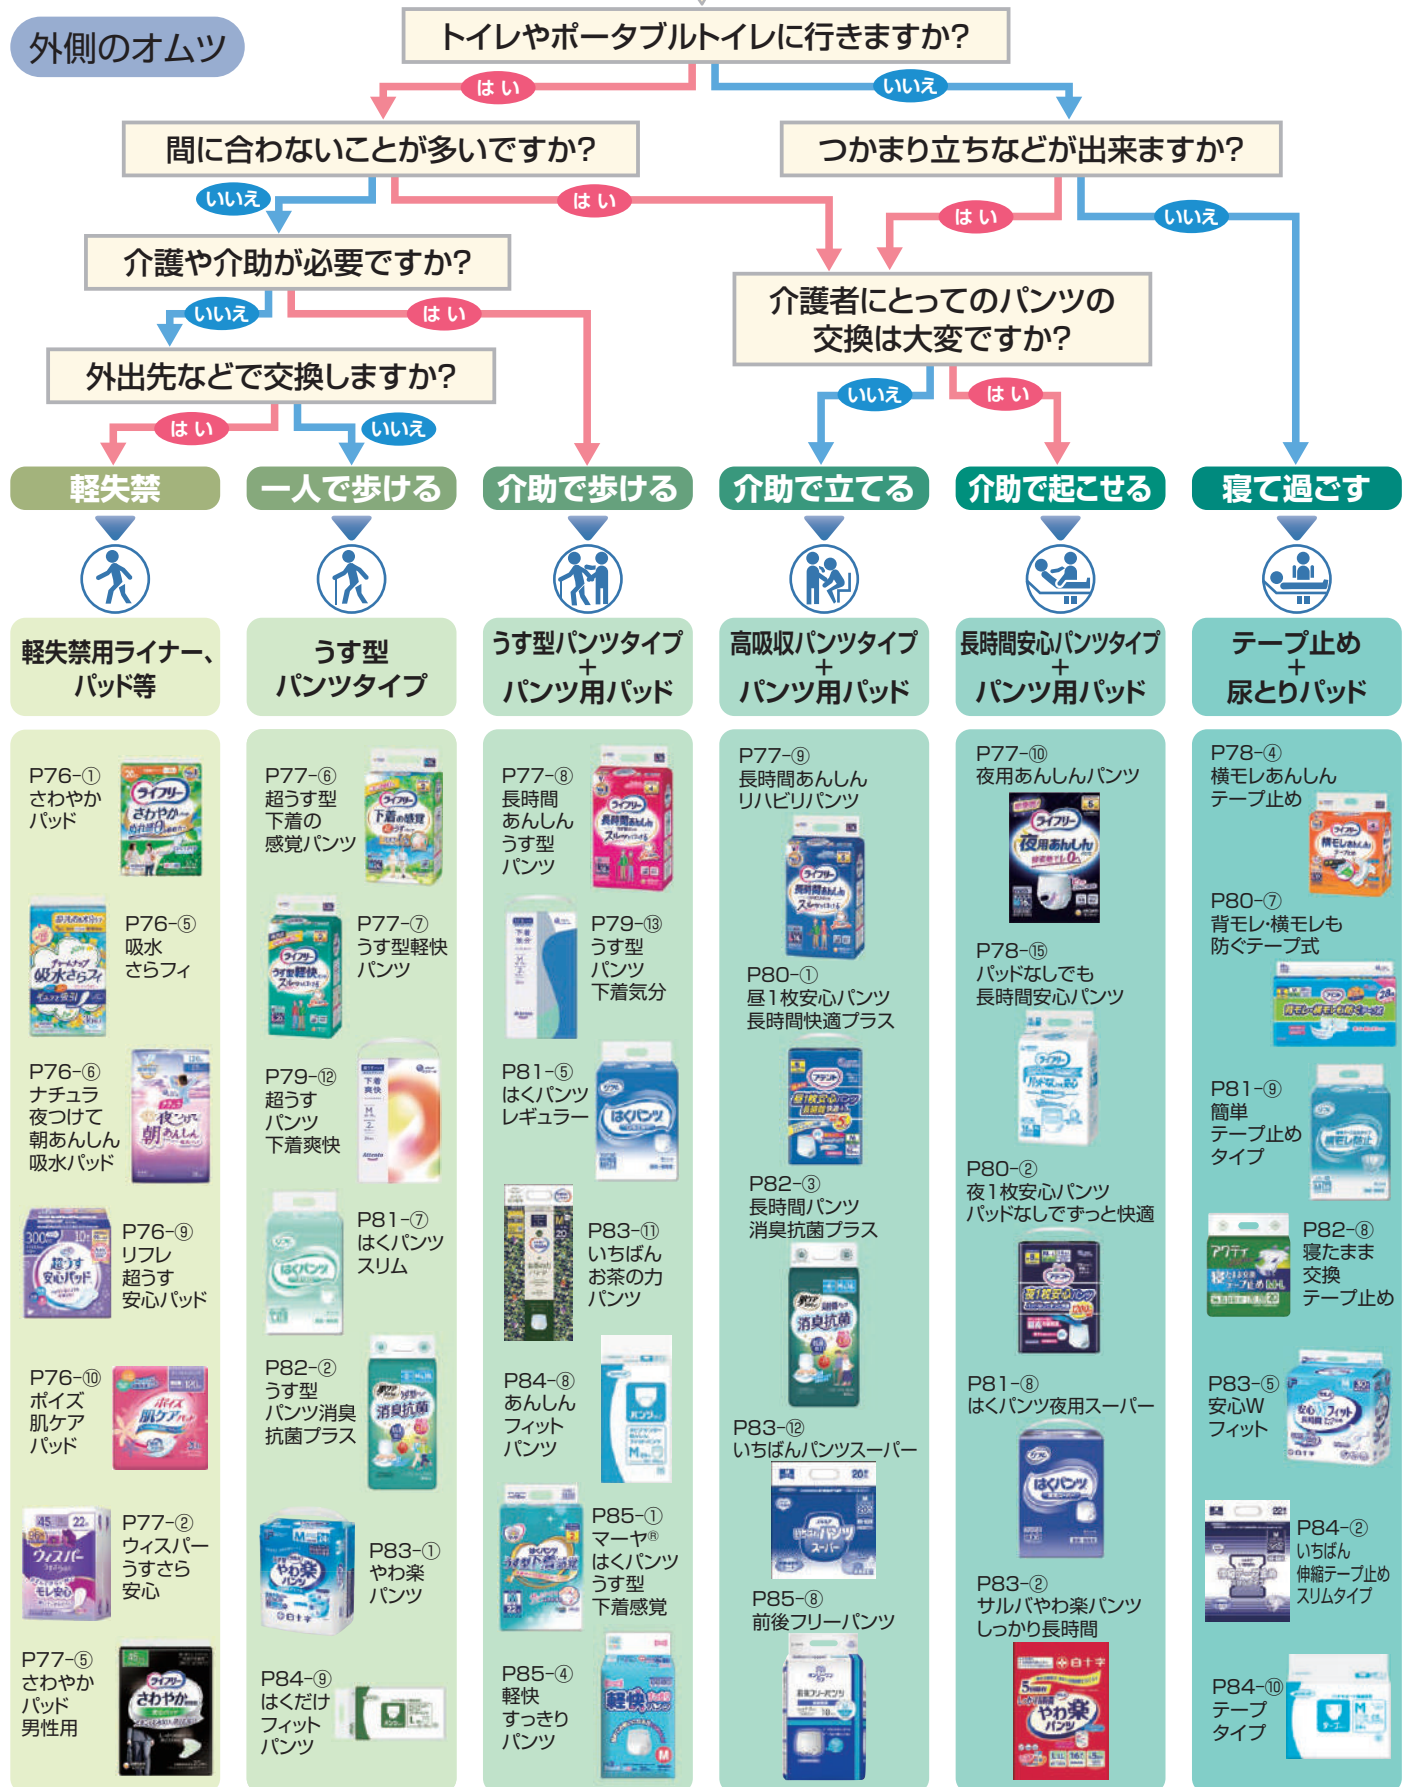 外側のオムツ
トイレやポータブルトイレに行きますか?
はい
いいえ
間に合わないことが多いですか?
つかまり立ちなどが出来ますか?
いいえ
はい
はい
いいえ
介護や介助が必要ですか?
介護者にとってのパンツの
交換は大変ですか?
いいえ
はい
外出先などで交換しますか?
いいえ
はい
はい
いいえ
軽失禁
一人で歩ける
介助で歩ける
介助で立てる
介助で起こせる
寝て過ごす
軽失禁用ライナー、
パッド等
うす型
パンツタイプ
うす型パンツタイプ
+
パンツ用パッド
高吸収パンツタイプ
+
パンツ用パッド
長時間安心パンツタイプ
+
パンツ用パッド
テープ止め
+
尿とりパッド
P76-①
さわやか
パッド
P76-⑤
吸水
さらフィ
P76-⑥
ナチュラ
夜つけて
朝あんしん
吸水パッド
P76-⑨
リフレ
超うす
安心パッド
P76-⑩
ポイズ
肌ケア
パッド
P77-②
ウィスパー
うすさら
安心
P77-⑤
さわやか
パッド
男性用
P77-⑥
超うす型
下着の
感覚パンツ
P77-⑦
うす型軽快
パンツ
P79-⑫
超うす
パンツ
下着爽快
P81-⑦
はくパンツ
スリム
P82-②
うす型
パンツ消臭
抗菌プラス
P83-①
やわ楽
パンツ
P84-⑨
はくだけ
フィット
パンツ
P77-⑧
長時間
あんしん
うす型
パンツ
P79-⑬
うす型
パンツ
下着気分
P81-⑤
はくパンツ
レギュラー
P83-⑪
いちばん
お茶の力
パンツ
P84-⑧
あんしん
フィット
パンツ
P85-①
マーヤ®
はくパンツ
うす型
下着感覚
P85-④
軽快
すっきり
パンツ
P77-⑨
長時間あんしん
リハビリパンツ
P80-①
昼1枚安心パンツ
長時間快適プラス
P82-③
長時間パンツ
消臭抗菌プラス
P83-⑫
いちばんパンツスーパー
P85-⑧
前後フリーパンツ
P77-⑩
夜用あんしんパンツ
P78-⑮
パッドなしでも
長時間安心パンツ
P80-②
夜1枚安心パンツ
パッドなしでずっと快適
P81-⑧
はくパンツ夜用スーパー
P83-②
サルバやわ楽パンツ
しっかり長時間
P78-④
横モレあんしん
テープ止め
P80-⑦
背モレ・横モレも
防ぐテープ式
P81-⑨
簡単
テープ止め
タイプ
P82-⑧
寝たまま
交換
テープ止め
P83-⑤
安心W
フィット
P84-②
いちばん
伸縮テープ止め
スリムタイプ
P84-⑩
テープ
タイプ